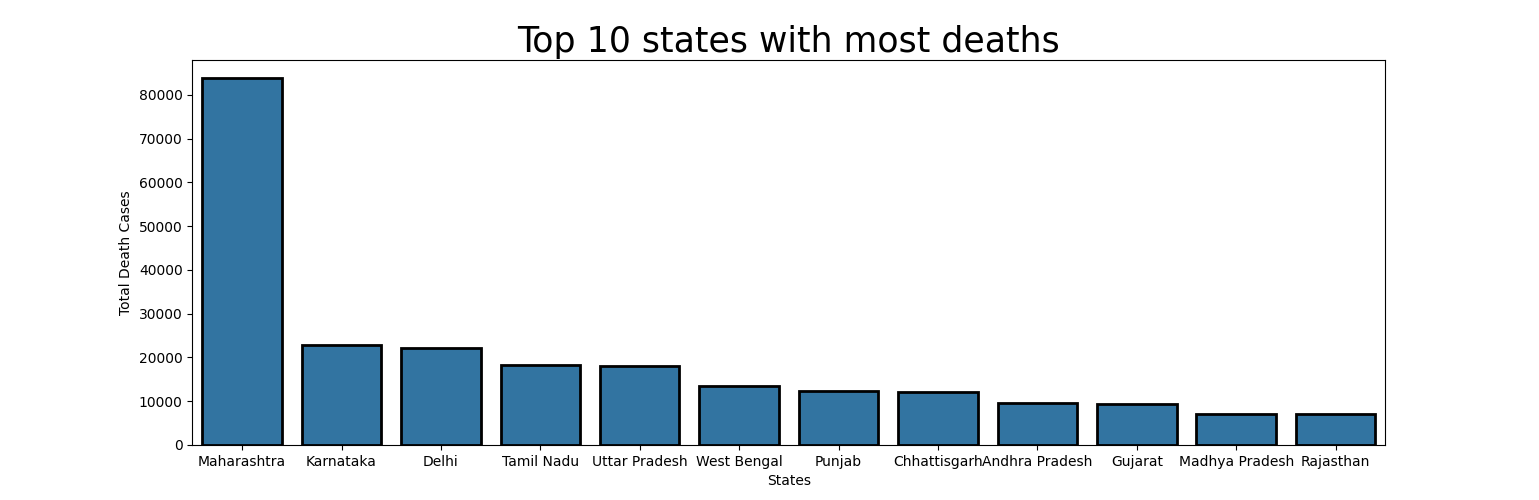 Top 10 states with most deaths
Total Death Cases
80000
70000
60000
50000
40000
30000
20000
10000
0
Maharashtra Karnataka Delhi Tamil Nadu Uttar Pradesh West Bengal Punjab Chhattisgarh Andhra Pradesh Gujarat Madhya Pradesh Rajasthan
States